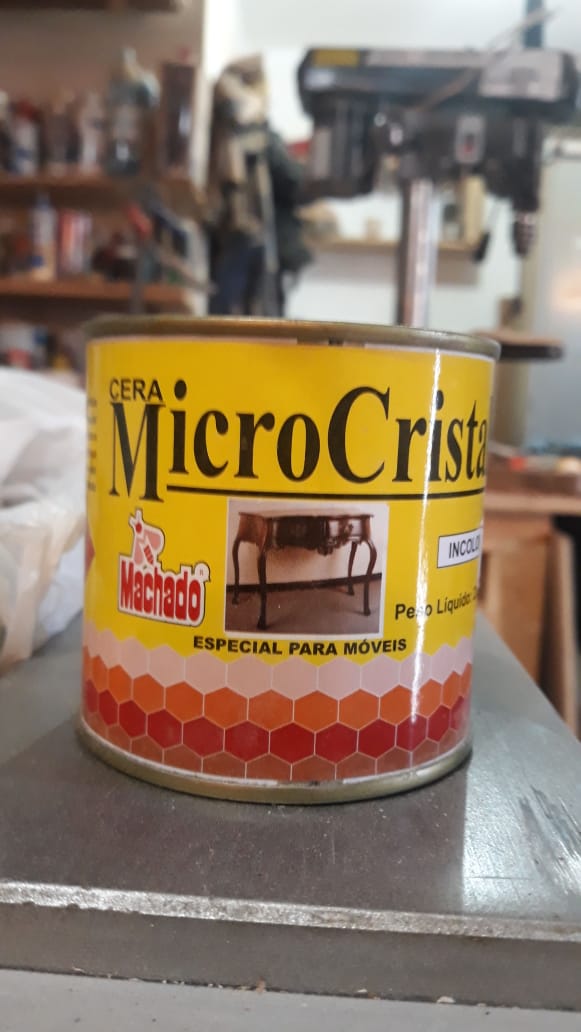 CERA
MicroCrista
INCOLO
Machado®
Peso Líquido:
ESPECIAL PARA MÓVEIS